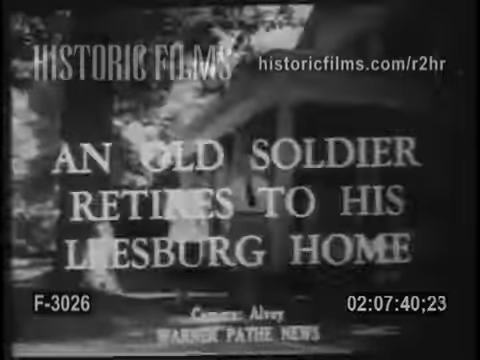 HISTORIC FILMS
historicfilms.com/r2hr
AN OLD SOLDIER
RETIRES TO HIS
LEESBURG HOME
F-3026
02:07:40;23
Camera: Alvey
WARNER PATHE NEWS